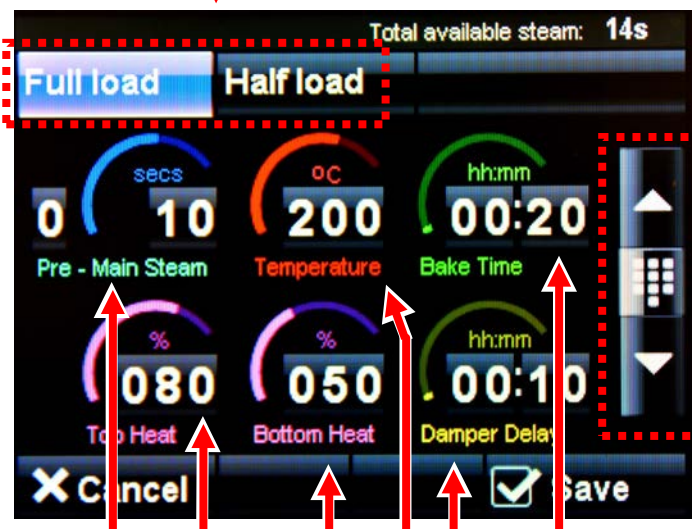 Total available steam: 14s
Full load Half load
secs °C hh:mm
0 10 200 00:20
Pre - Main Steam Temperature Bake Time
% % hh:mm
080 050 00:10
Top Heat Bottom Heat Damper Delay
Cancel Save